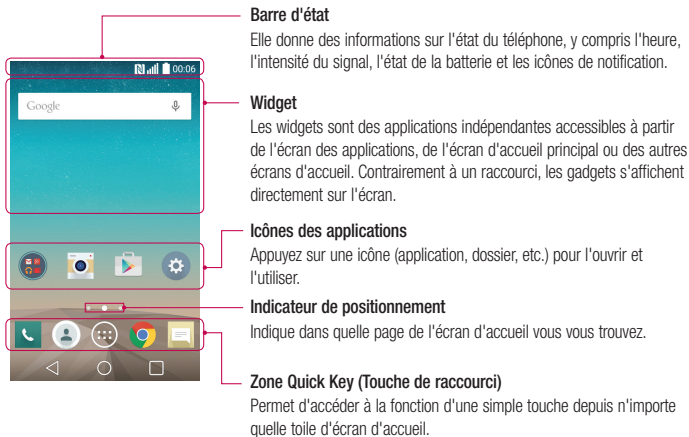 Barre d'état
Elle donne des informations sur l'état du téléphone, y compris l'heure,
l'intensité du signal, l'état de la batterie et les icônes de notification.
00:06
Google
Widget
Les widgets sont des applications indépendantes accessibles à partir
de l'écran des applications, de l'écran d'accueil principal ou des autres
écrans d'accueil. Contrairement à un raccourci, les gadgets s'affichent
directement sur l'écran.
Icônes des applications
Appuyez sur une icône (application, dossier, etc.) pour l'ouvrir et
l'utiliser.
Indicateur de positionnement
Indique dans quelle page de l'écran d'accueil vous vous trouvez.
Zone Quick Key (Touche de raccourci)
Permet d'accéder à la fonction d'une simple touche depuis n'importe
quelle toile d'écran d'accueil.